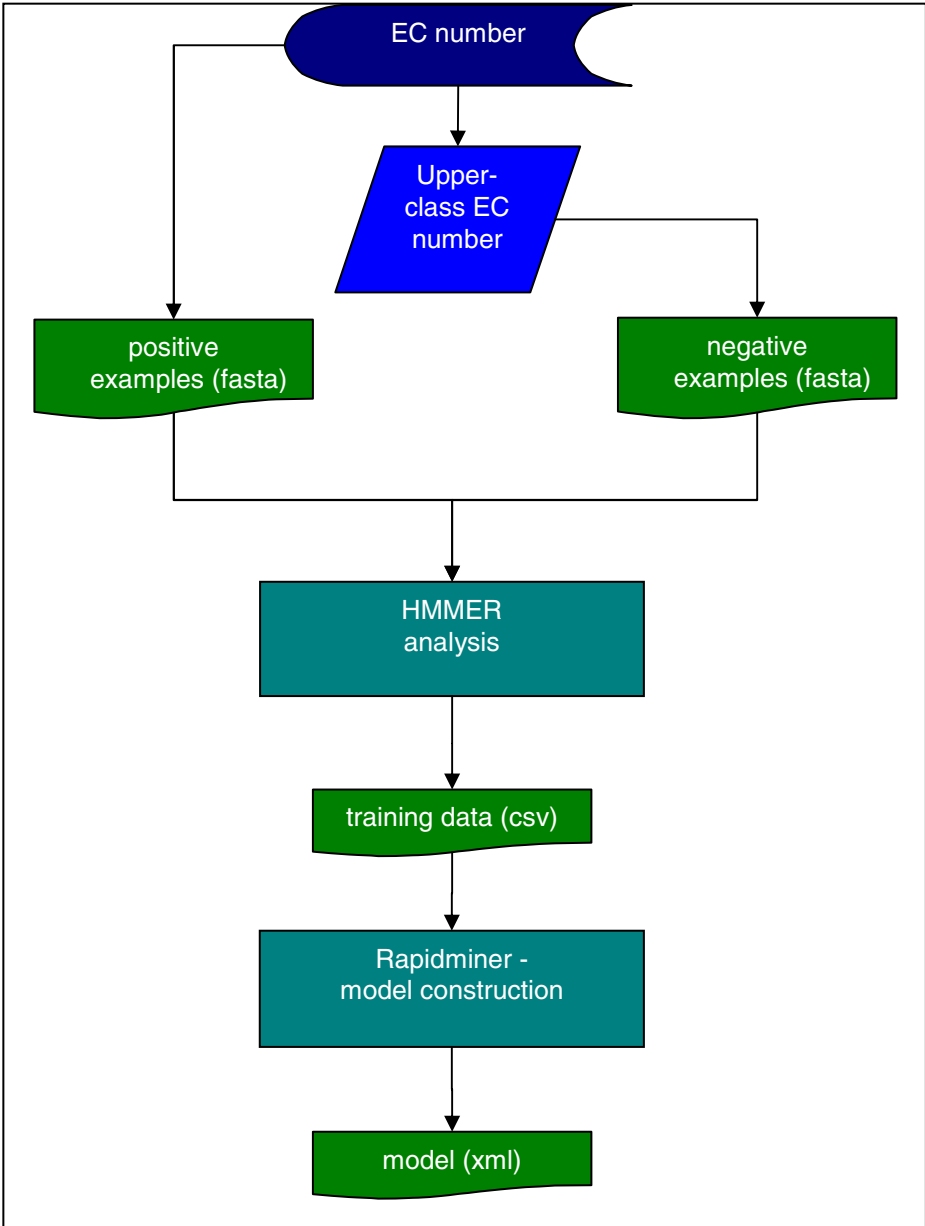 EC number
Upper-
class EC
number
positive
examples (fasta)
negative
examples (fasta)
HMMER
analysis
training data (csv)
Rapidminer -
model construction
model (xml)